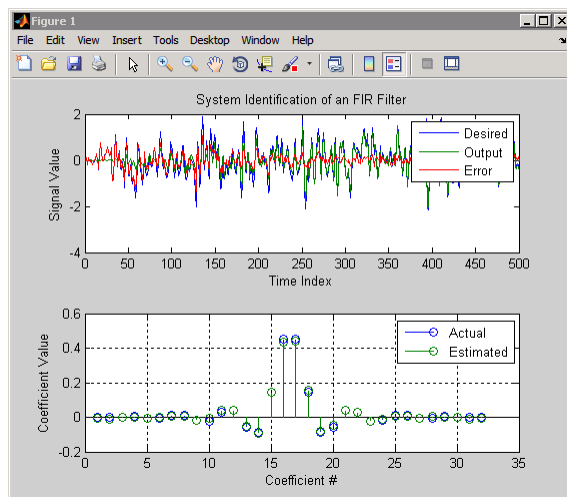 Figure 1
File Edit View Insert Tools Desktop Window Help
System Identification of an FIR Filter
Signal Value
2
0
-2
-4
Desired
Output
Error
0 50 100 150 200 250 300 350 400 450 500
Time Index
Coefficient Value
0.6
0.4
0.2
0
-0.2
Actual
Estimated
0 5 10 15 20 25 30 35
Coefficient #